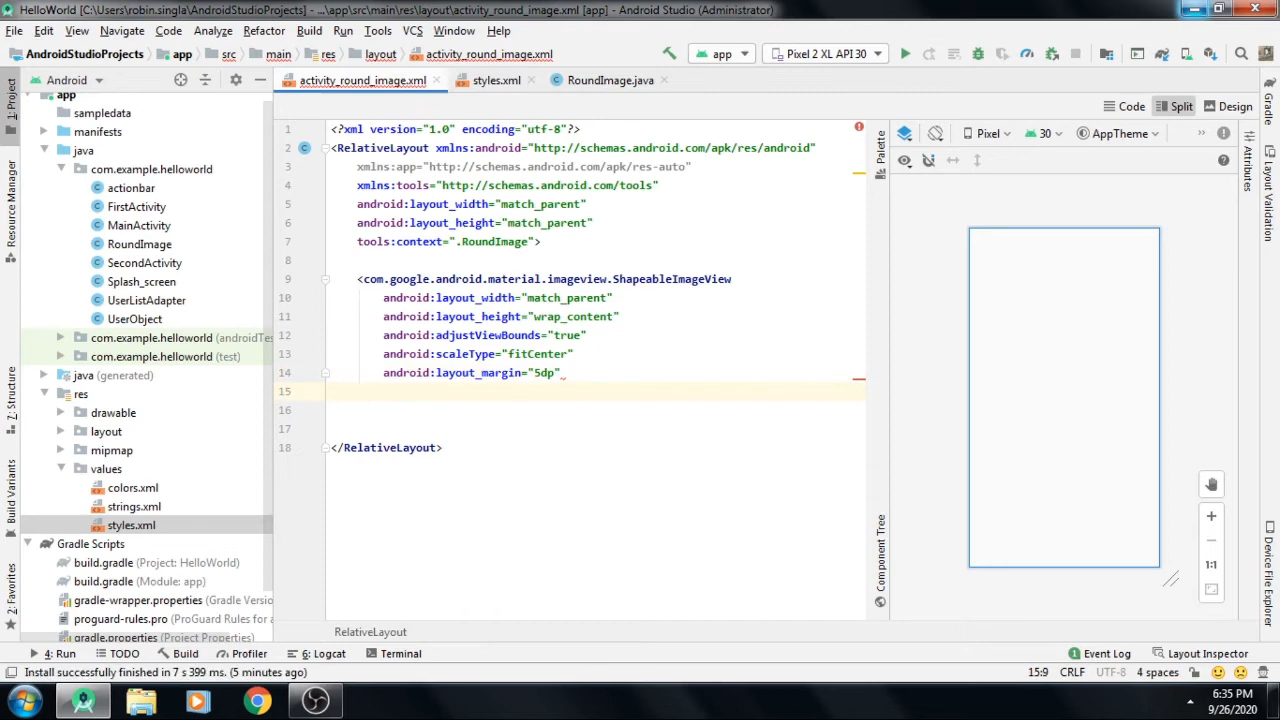 HelloWorld [C:\Users\robin.singla\AndroidStudioProjects] - ...\app\src\main\res\layout\activity_round_image.xml [app] - Android Studio (Administrator)
File Edit View Navigate Code Analyze Refactor Build Run Tools VCS Window Help
AndroidStudioProjects app src main res layout activity_round_image.xml app Pixel 2 XL API 30
Android activity_round_image.xml styles.xml RoundImage.java
Code Split Design
Pixel 30 AppTheme
1: Project
Resource Manager
Z: Structure
Build Variants
2: Favorites
app
sampledata
manifests
java
com.example.helloworld
actionbar
FirstActivity
MainActivity
RoundImage
SecondActivity
Splash_screen
UserListAdapter
UserObject
com.example.helloworld (androidTes
com.example.helloworld (test)
java (generated)
res
drawable
layout
mipmap
values
colors.xml
strings.xml
styles.xml
Gradle Scripts
build.gradle (Project: HelloWorld)
build.gradle (Module: app)
gradle-wrapper.properties (Gradle Versio
proguard-rules.pro (ProGuard Rules for a
gradle.properties (Project Properties)
1 <?xml version="1.0" encoding="utf-8"?>
2 <RelativeLayout xmlns:android="http://schemas.android.com/apk/res/android"
3 xmlns:app="http://schemas.android.com/apk/res-auto"
4 xmlns:tools="http://schemas.android.com/tools"
5 android:layout_width="match_parent"
6 android:layout_height="match_parent"
7 tools:context=".RoundImage">
8
9 <com.google.android.material.imageview.ShapeableImageView
10 android:layout_width="match_parent"
11 android:layout_height="wrap_content"
12 android:adjustViewBounds="true"
13 android:scaleType="fitCenter"
14 android:layout_margin="5dp"
15
16
17
18 </RelativeLayout>
RelativeLayout
Palette
Component Tree
1:1
Gradle
Attributes
Layout Validation
Device File Explorer
4: Run TODO Build Profiler 6: Logcat Terminal 1 Event Log Layout Inspector
Install successfully finished in 7 s 399 ms. (5 minutes ago) 15:9 CRLF UTF-8 4 spaces
6:35 PM
9/26/2020